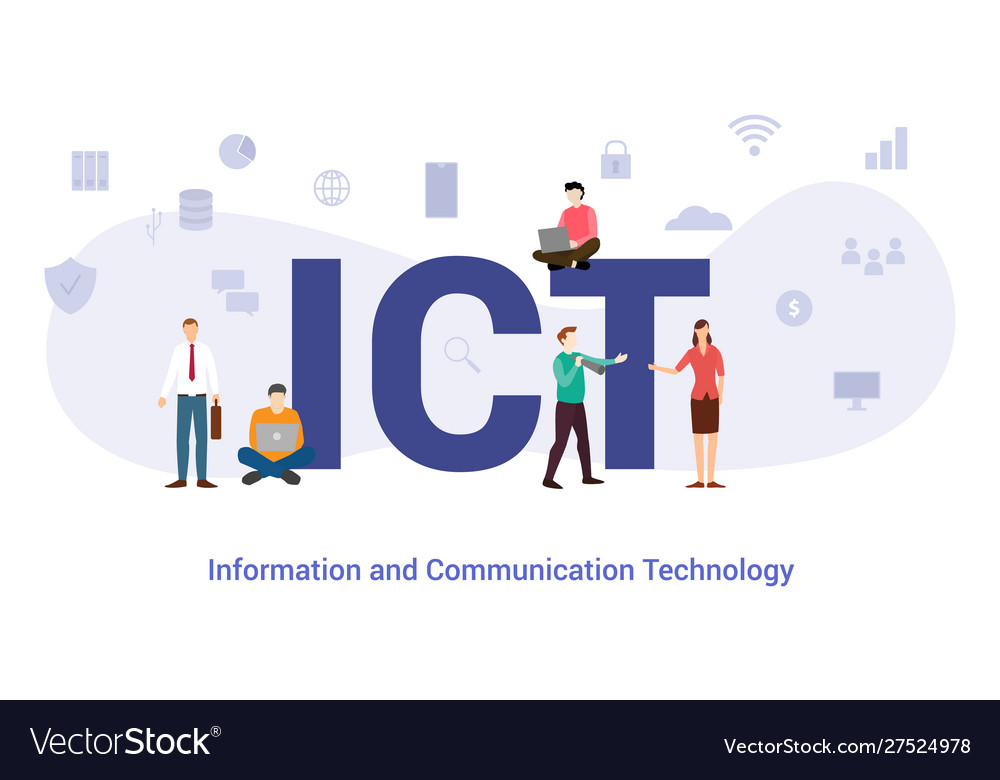 ICT
$
Information and Communication Technology
VectorStock®
VectorStock.com/27524978